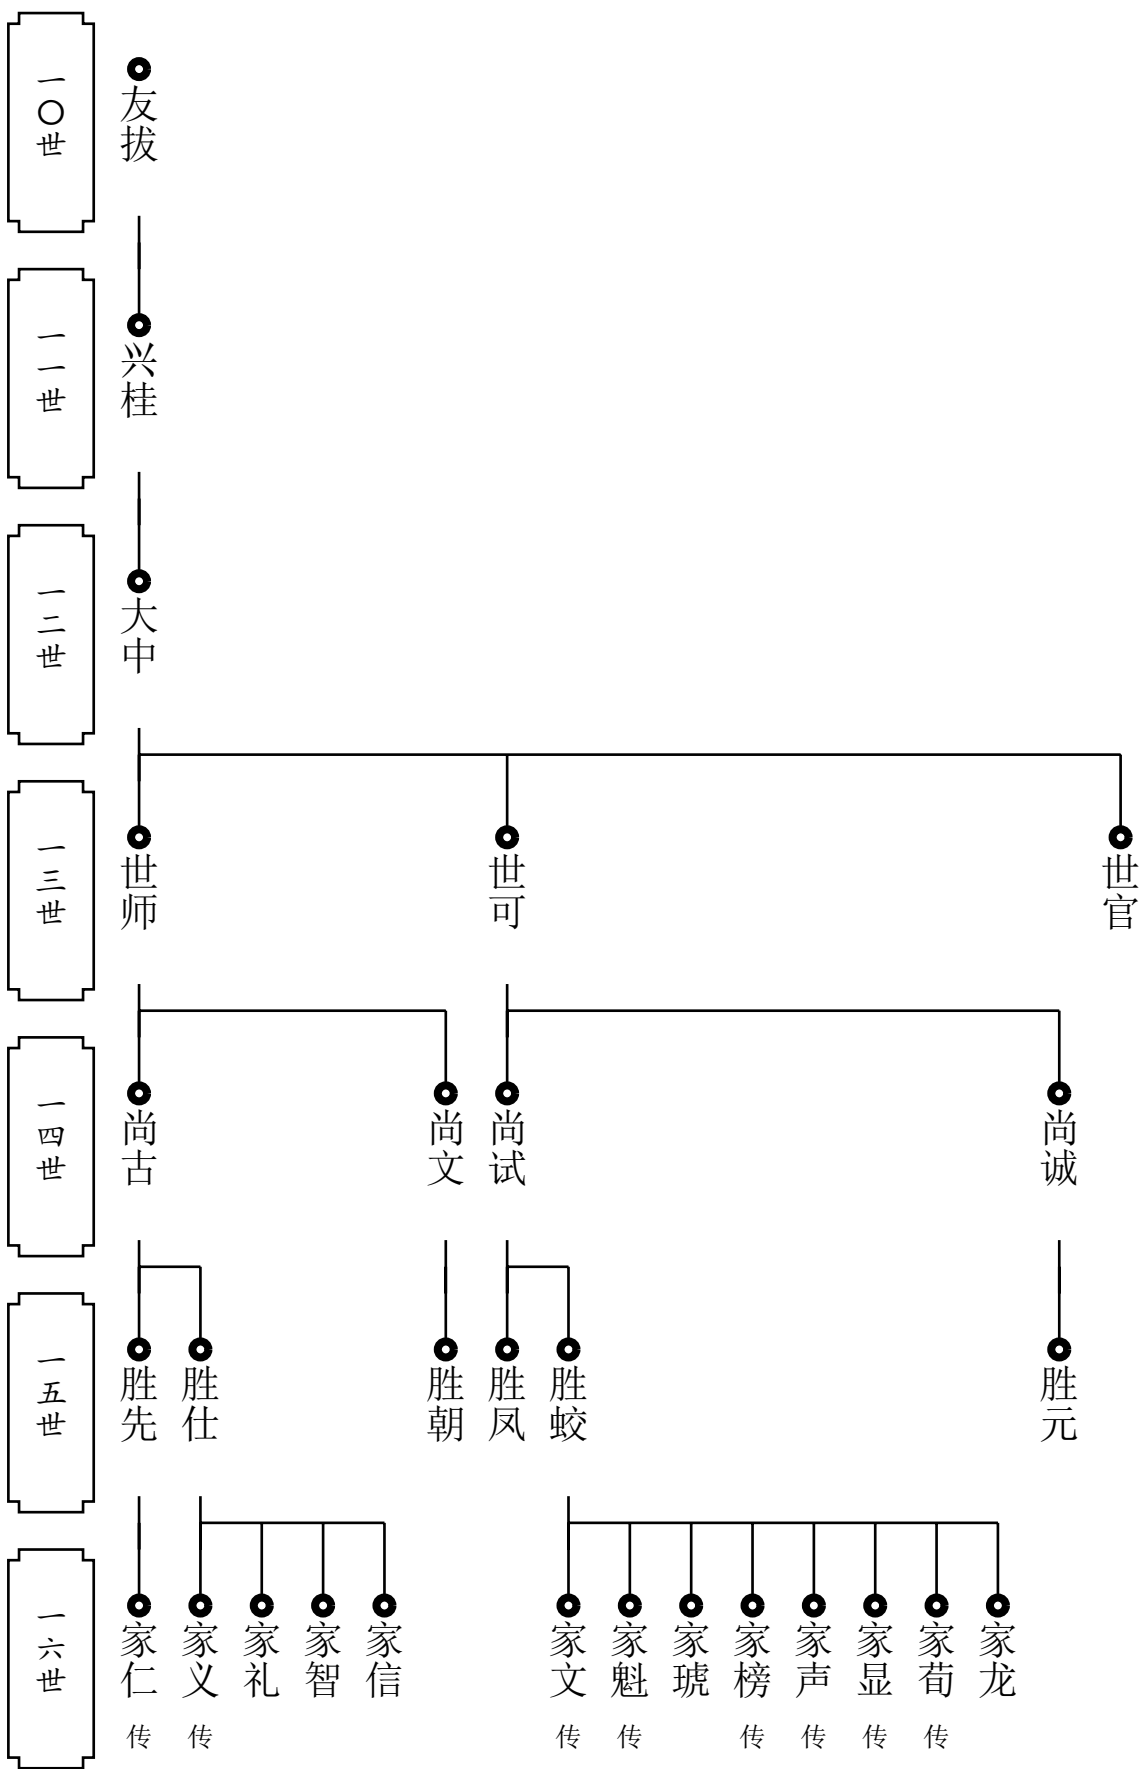 一〇世
友拔
一一世
兴桂
一二世
大中
一三世
世师
世可
世官
一四世
尚古
尚文
尚试
尚诚
一五世
胜先
胜仕
胜朝
胜凤
胜蛟
胜元
一六世
家仁 传
家义 传
家礼
家智
家信
家文 传
家魁 传
家琥
家榜 传
家声 传
家显 传
家荀 传
家龙